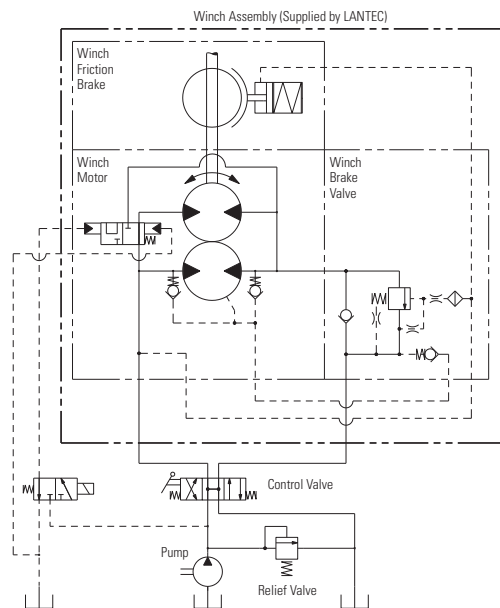 Winch Assembly (Supplied by LANTEC)
Winch
Friction
Brake
Winch
Motor
Winch
Brake
Valve
Control Valve
Pump
Relief Valve